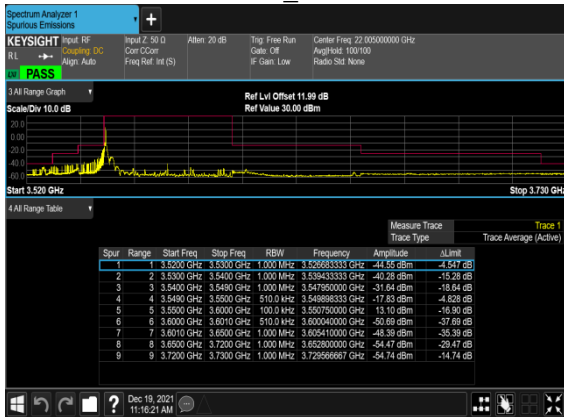 Spectrum Analyzer 1
Spurious Emissions
KEYSIGHT Input: RF Input Z: 50 Ω Atten: 20 dB Trig: Free Run Center Freq: 22.005000000 GHz
RL Coupling: DC Corr CCorr Gate: Off Avg|Hold: 100/100
Align: Auto Freq Ref: Int (S) IF Gain: Low Radio Std: None
PASS
3 All Range Graph
Ref Lvl Offset 11.99 dB
Scale/Div 10.0 dB Ref Value 30.00 dBm
20.0
0.00
-20.0
-40.0
-60.0
Start 3.520 GHz Stop 3.730 GHz
4 All Range Table
Measure Trace Trace 1
Trace Type Trace Average (Active)
Spur Range Start Freq Stop Freq RBW Frequency Amplitude ΔLimit
1 1 3.5200 GHz 3.5300 GHz 1.000 MHz 3.526683333 GHz -44.55 dBm -4.547 dB
2 2 3.5300 GHz 3.5400 GHz 1.000 MHz 3.539433333 GHz -40.28 dBm -15.28 dB
3 3 3.5400 GHz 3.5490 GHz 1.000 MHz 3.547950000 GHz -31.64 dBm -18.64 dB
4 4 3.5490 GHz 3.5500 GHz 510.0 kHz 3.549898333 GHz -17.83 dBm -4.828 dB
5 5 3.5500 GHz 3.6000 GHz 100.0 kHz 3.550750000 GHz 13.10 dBm -16.90 dB
6 6 3.6000 GHz 3.6010 GHz 510.0 kHz 3.600040000 GHz -50.69 dBm -37.69 dB
7 7 3.6010 GHz 3.6500 GHz 1.000 MHz 3.605410000 GHz -48.39 dBm -35.39 dB
8 8 3.6500 GHz 3.7200 GHz 1.000 MHz 3.652800000 GHz -54.47 dBm -29.47 dB
9 9 3.7200 GHz 3.7300 GHz 1.000 MHz 3.729566667 GHz -54.74 dBm -14.74 dB
Dec 19, 2021
11:16:21 AM